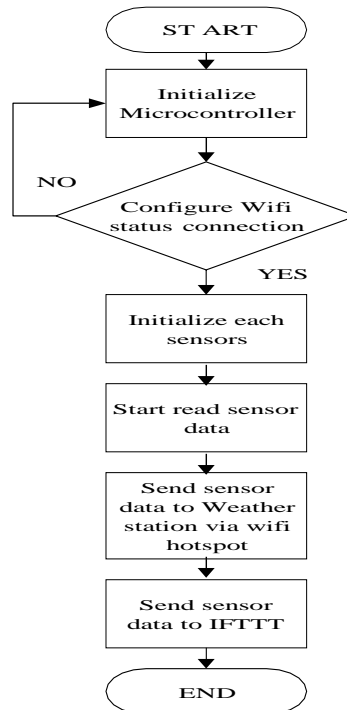 ST ART
Initialize
Microcontroller
NO
Configure Wifi
status connection
YES
Initialize each
sensors
Start read sensor
data
Send sensor
data to Weather
station via wifi
hotspot
Send sensor
data to IFTTT
END